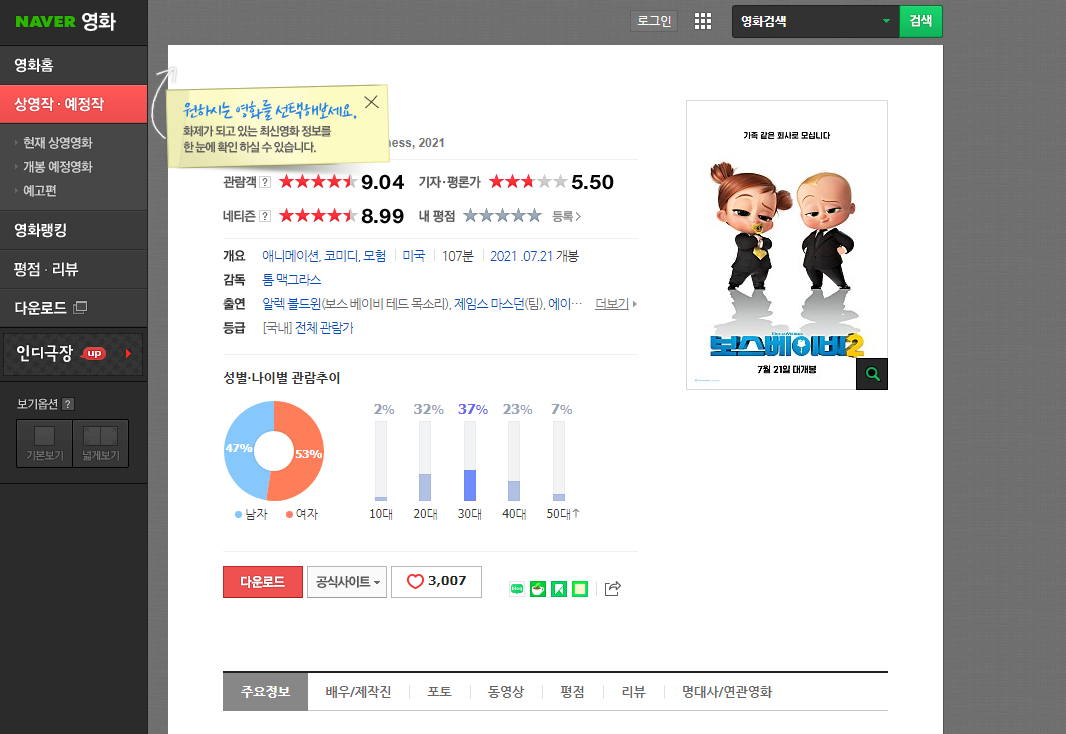 NAVER 영화
로그인
영화검색
검색
영화홈
상영작 · 예정작
현재 상영영화
개봉 예정영화
예고편
영화랭킹
평점 · 리뷰
다운로드
인디극장 up
보기옵션 ?
기본보기 넓게보기
원하시는 영화를 선택해보세요.
화제가 되고 있는 최신영화 정보를
한 눈에 확인 하실 수 있습니다.
ness, 2021
관람객 ? 9.04 기자·평론가 5.50
네티즌 ? 8.99 내 평점 등록
개요 애니메이션, 코미디, 모험 미국 107분 2021 .07.21 개봉
감독 톰 맥그라스
출연 알렉 볼드윈(보스 베이비 테드 목소리), 제임스 마스던(팀), 에이… 더보기
등급 [국내] 전체 관람가
성별·나이별 관람추이
2% 32% 37% 23% 7%
47% 53%
남자 여자
10대 20대 30대 40대 50대↑
다운로드 공식사이트 3,007
blog
가족 같은 회사로 모십니다
보스베이비2
7월 21일 대개봉
주요정보 배우/제작진 포토 동영상 평점 리뷰 명대사/연관영화